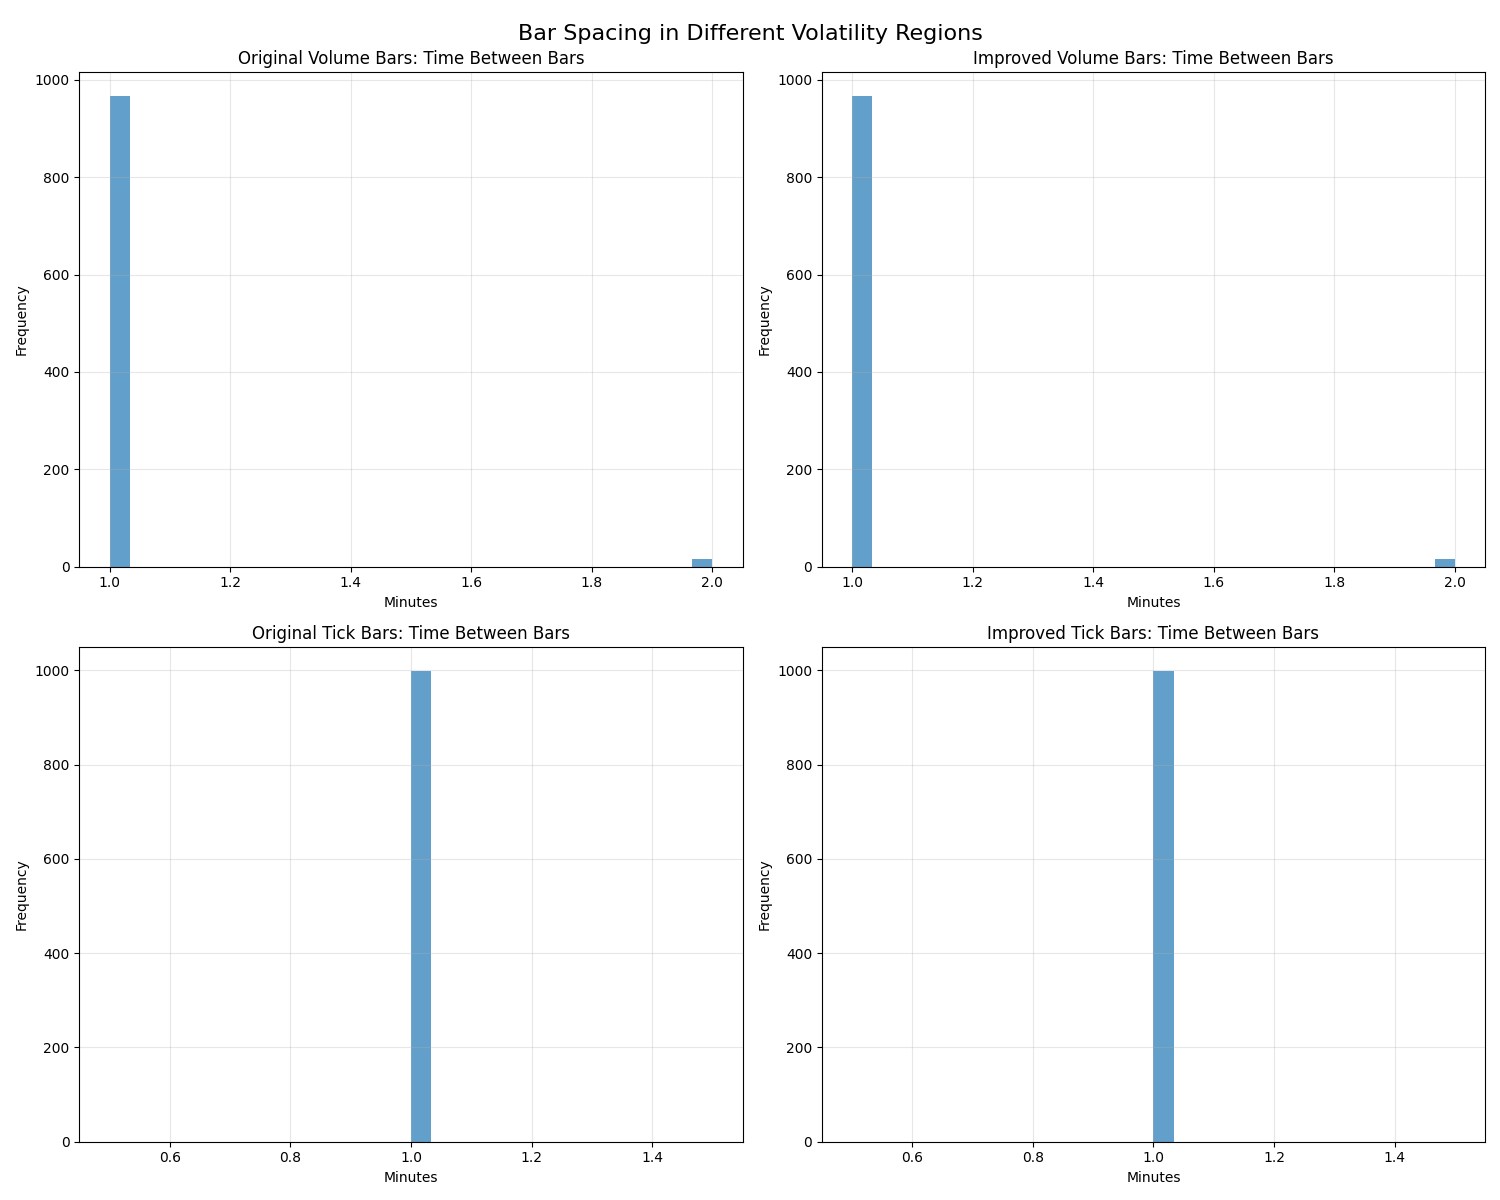 Bar Spacing in Different Volatility Regions
Original Volume Bars: Time Between Bars
1000
800
600
400
200
0
Frequency
1.0 1.2 1.4 1.6 1.8 2.0
Minutes
Improved Volume Bars: Time Between Bars
1000
800
600
400
200
0
Frequency
1.0 1.2 1.4 1.6 1.8 2.0
Minutes
Original Tick Bars: Time Between Bars
1000
800
600
400
200
0
Frequency
0.6 0.8 1.0 1.2 1.4
Minutes
Improved Tick Bars: Time Between Bars
1000
800
600
400
200
0
Frequency
0.6 0.8 1.0 1.2 1.4
Minutes